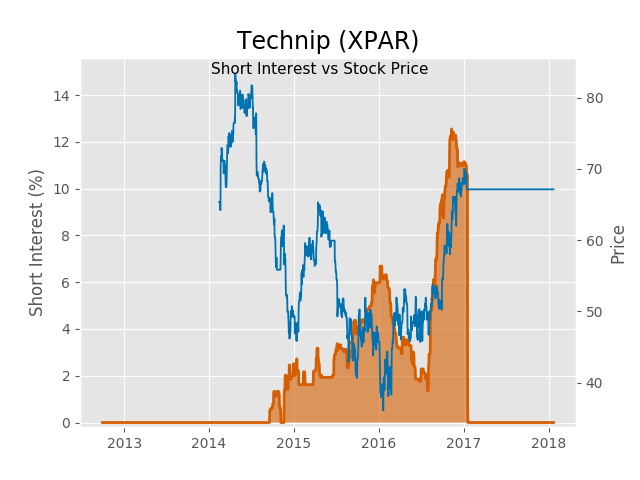 Technip (XPAR)
Short Interest vs Stock Price
Short Interest (%)
14
12
10
8
6
4
2
0
80
70
60
50
40
Price
2013 2014 2015 2016 2017 2018